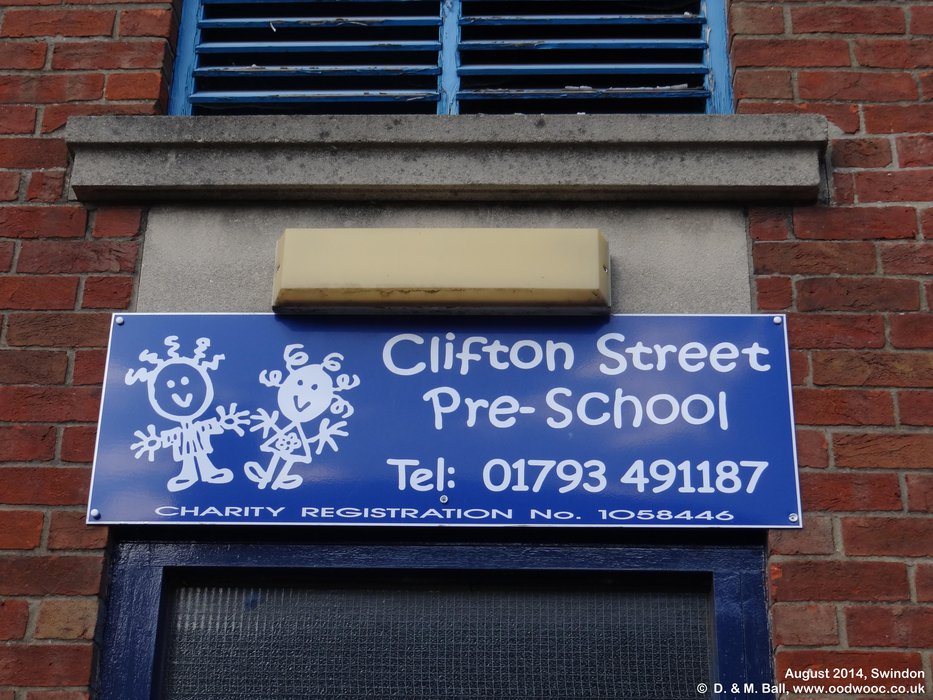 Clifton Street
Pre-School
Tel: 01793 491187
CHARITY REGISTRATION No. 1058446
August 2014, Swindon
© D. & M. Ball, www.oodwooc.co.uk